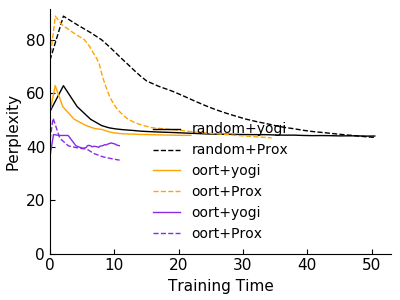 80
60
40
20
0
Perplexity
random+yogi
random+Prox
oort+yogi
oort+Prox
oort+yogi
oort+Prox
0 10 20 30 40 50
Training Time